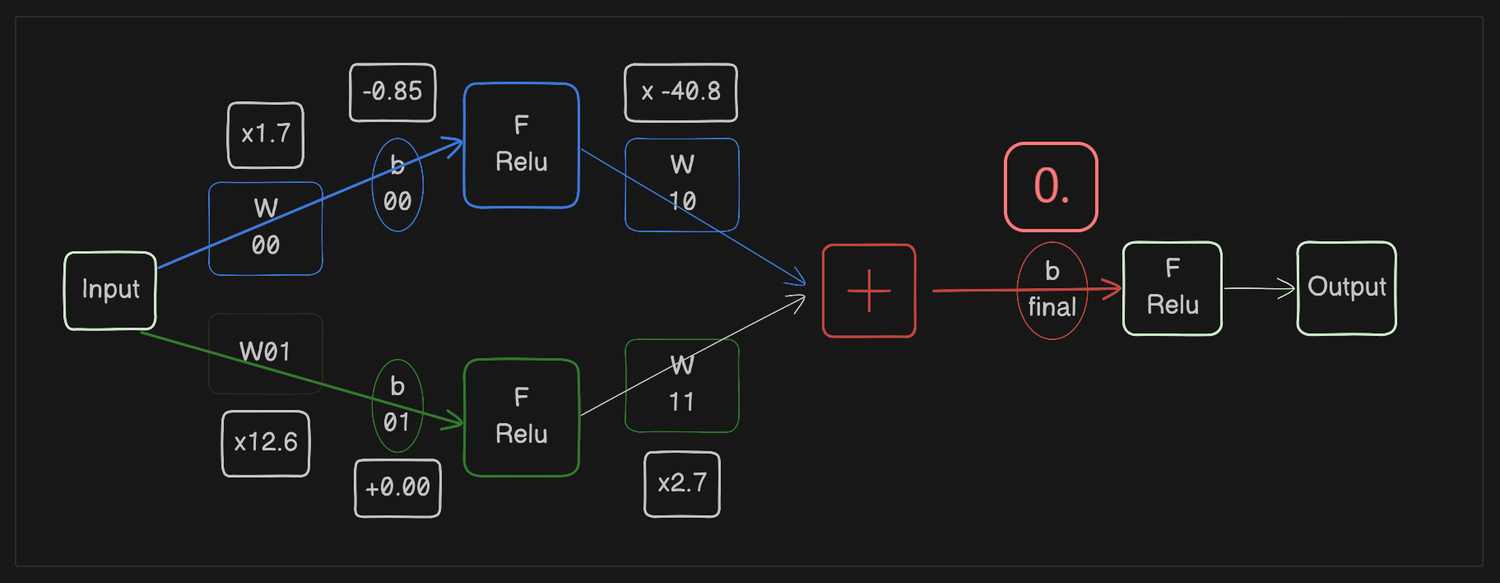 -0.85
x -40.8
x1.7
F
Relu
W
00
b
00
W
10
0.
Input
b
final
F
Relu
Output
W01
b
01
F
Relu
W
11
x12.6
+0.00
x2.7